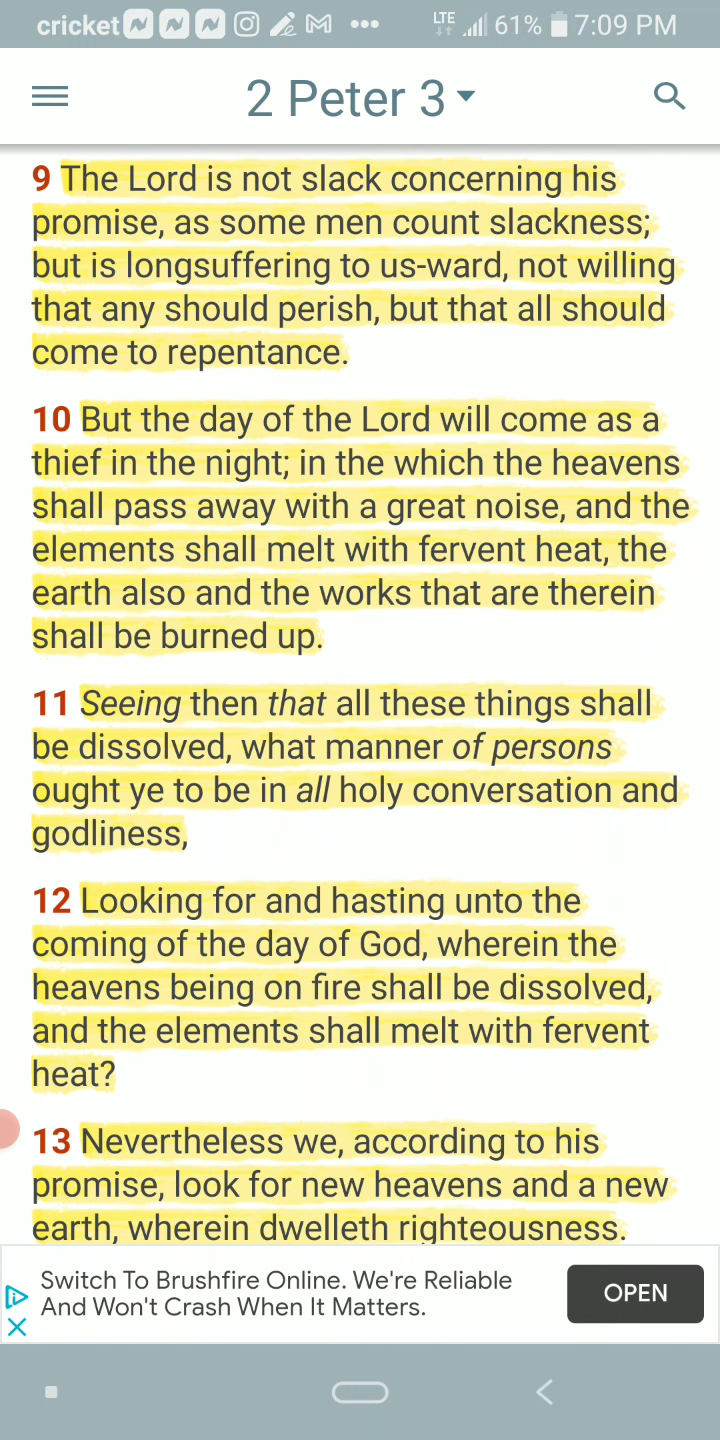 cricket LTE 61% 7:09 PM
2 Peter 3
9 The Lord is not slack concerning his
promise, as some men count slackness;
but is longsuffering to us-ward, not willing
that any should perish, but that all should
come to repentance.
10 But the day of the Lord will come as a
thief in the night; in the which the heavens
shall pass away with a great noise, and the
elements shall melt with fervent heat, the
earth also and the works that are therein
shall be burned up.
11 Seeing then that all these things shall
be dissolved, what manner of persons
ought ye to be in all holy conversation and
godliness,
12 Looking for and hasting unto the
coming of the day of God, wherein the
heavens being on fire shall be dissolved,
and the elements shall melt with fervent
heat?
13 Nevertheless we, according to his
promise, look for new heavens and a new
earth, wherein dwelleth righteousness.
Switch To Brushfire Online. We're Reliable
And Won't Crash When It Matters.
OPEN